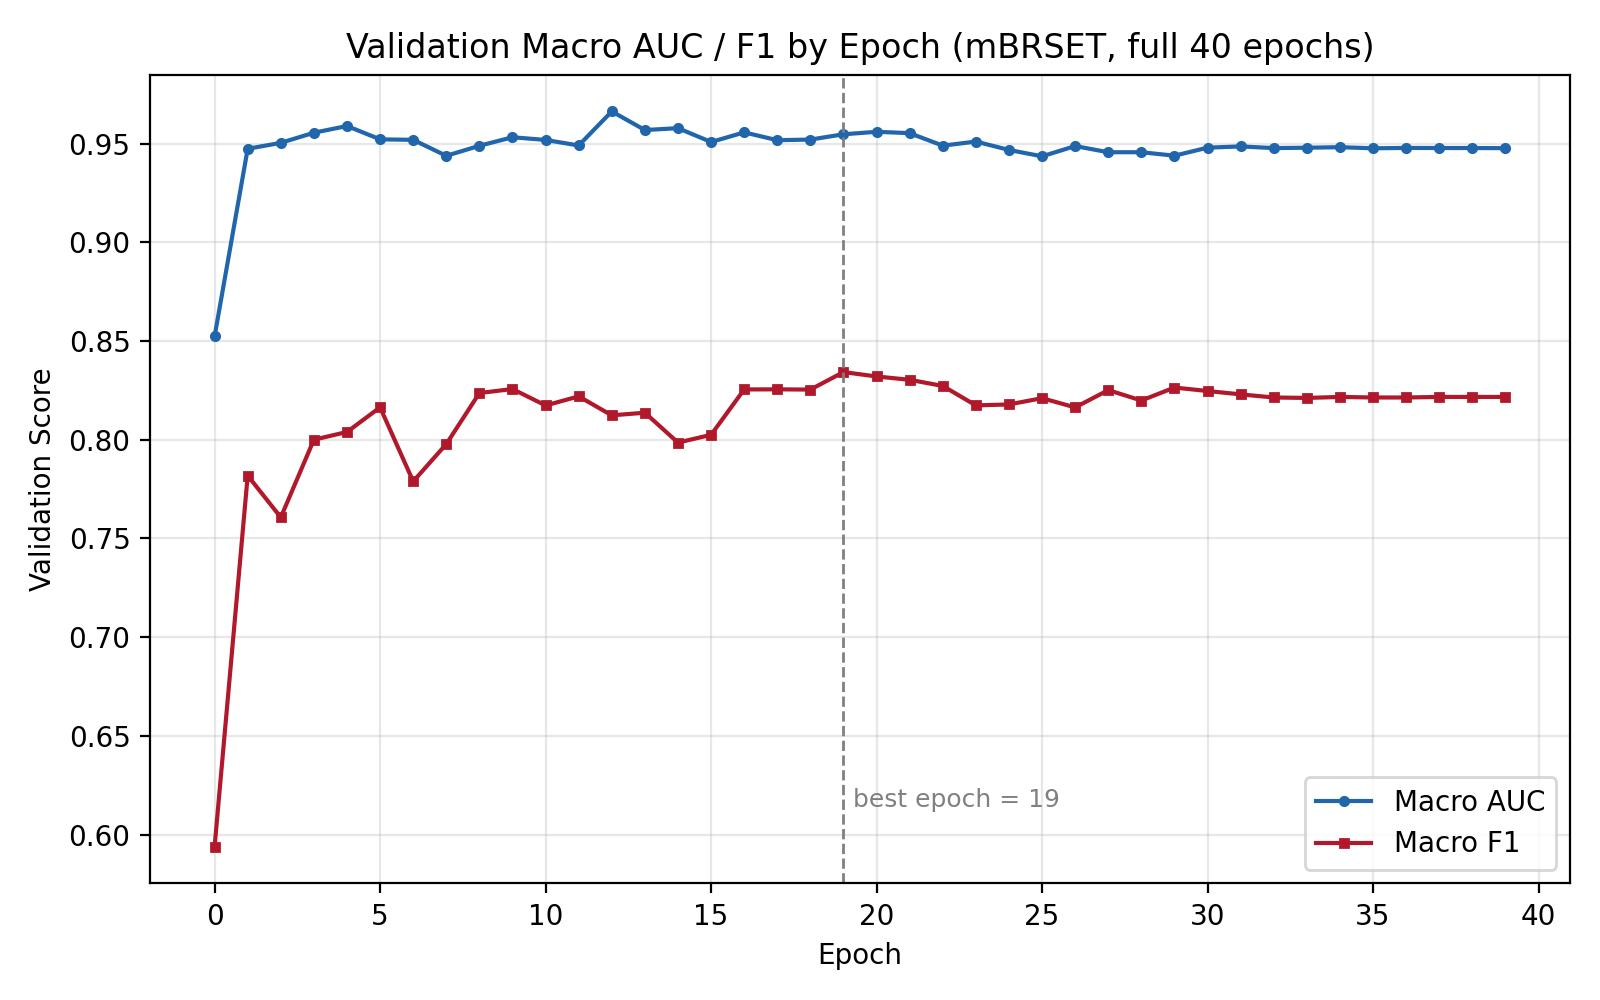 Validation Macro AUC / F1 by Epoch (mBRSET, full 40 epochs)
Validation Score
0.95
0.90
0.85
0.80
0.75
0.70
0.65
0.60
best epoch = 19
Macro AUC
Macro F1
0 5 10 15 20 25 30 35 40
Epoch